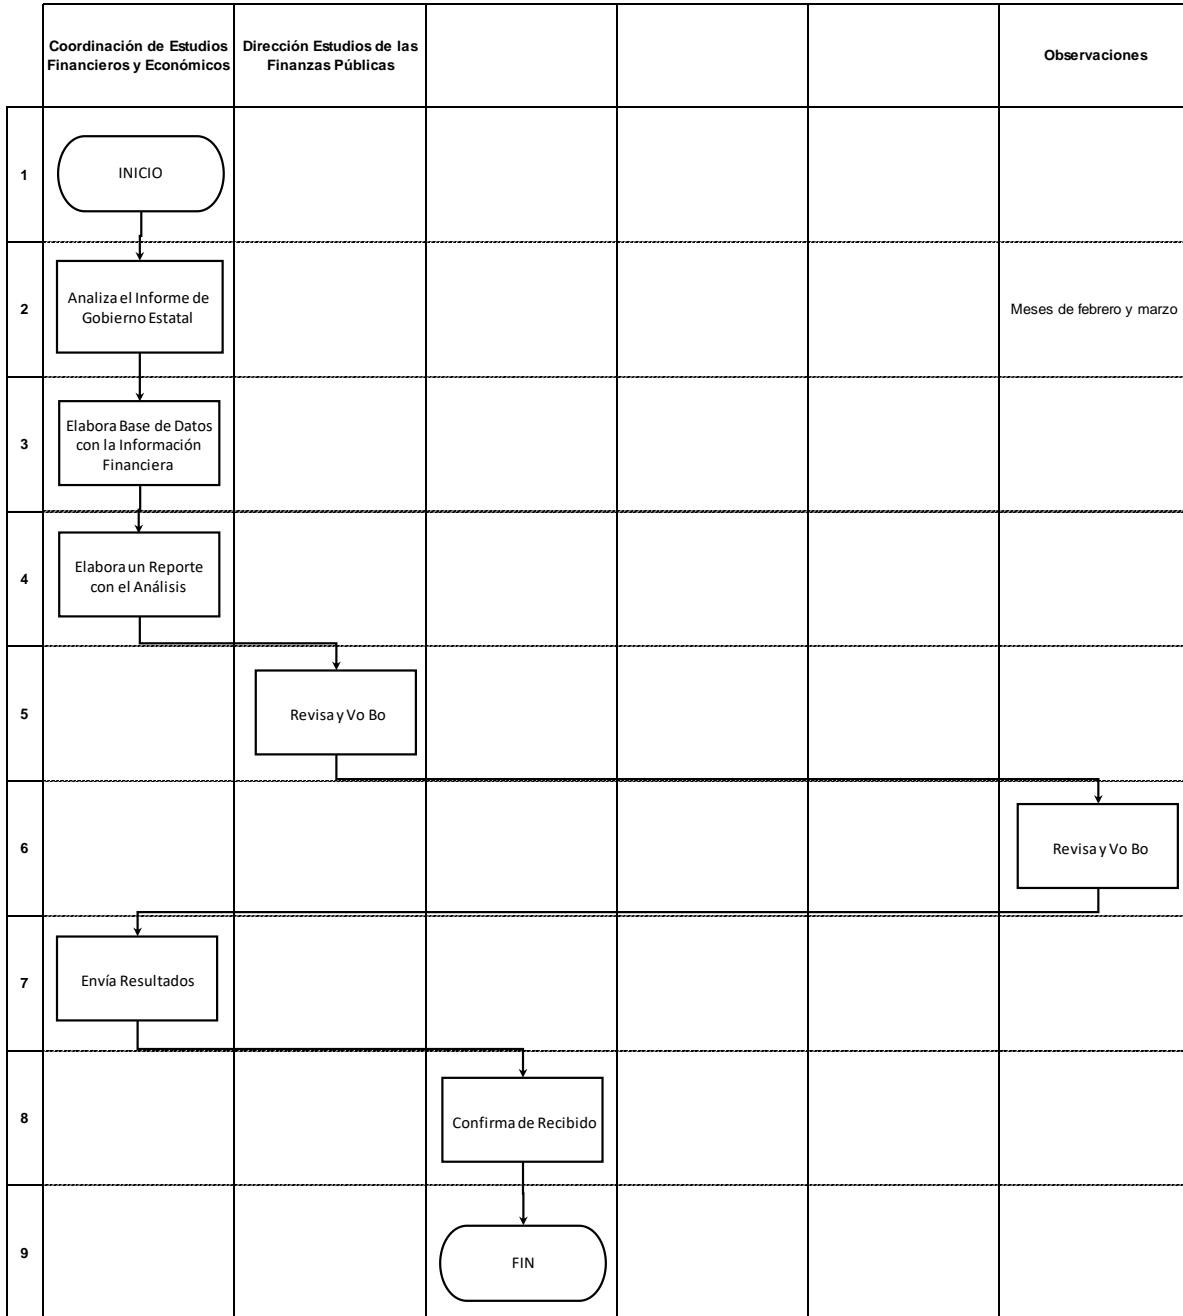 Coordinación de Estudios
Financieros y Económicos
Dirección Estudios de las
Finanzas Públicas
Observaciones
1
INICIO
2
Analiza el Informe de
Gobierno Estatal
Meses de febrero y marzo
3
Elabora Base de Datos
con la Información
Financiera
4
Elabora un Reporte
con el Análisis
5
Revisa y Vo Bo
6
Revisa y Vo Bo
7
Envía Resultados
8
Confirma de Recibido
9
FIN